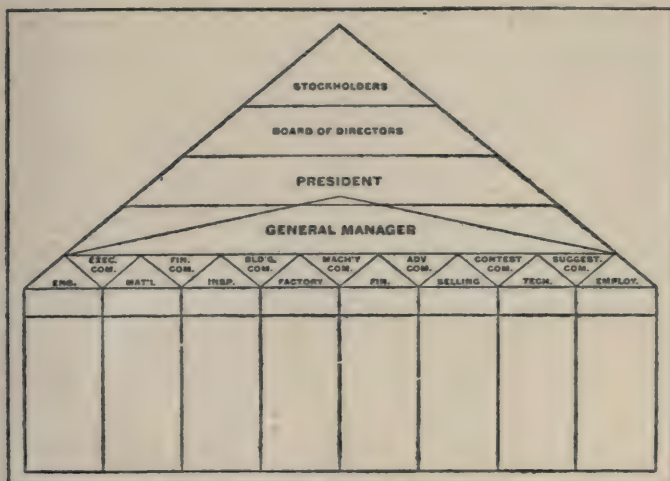 STOCKHOLDERS
BOARD OF DIRECTORS
PRESIDENT
GENERAL MANAGER
EXEC. COM. FIN. COM. BLD'G. COM. MACH'Y COM. ADV COM. CONTEST COM. SUGGEST. COM.
ENG. MAT'L INSP. FACTORY FIN. SELLING TECH. EMPLOY.